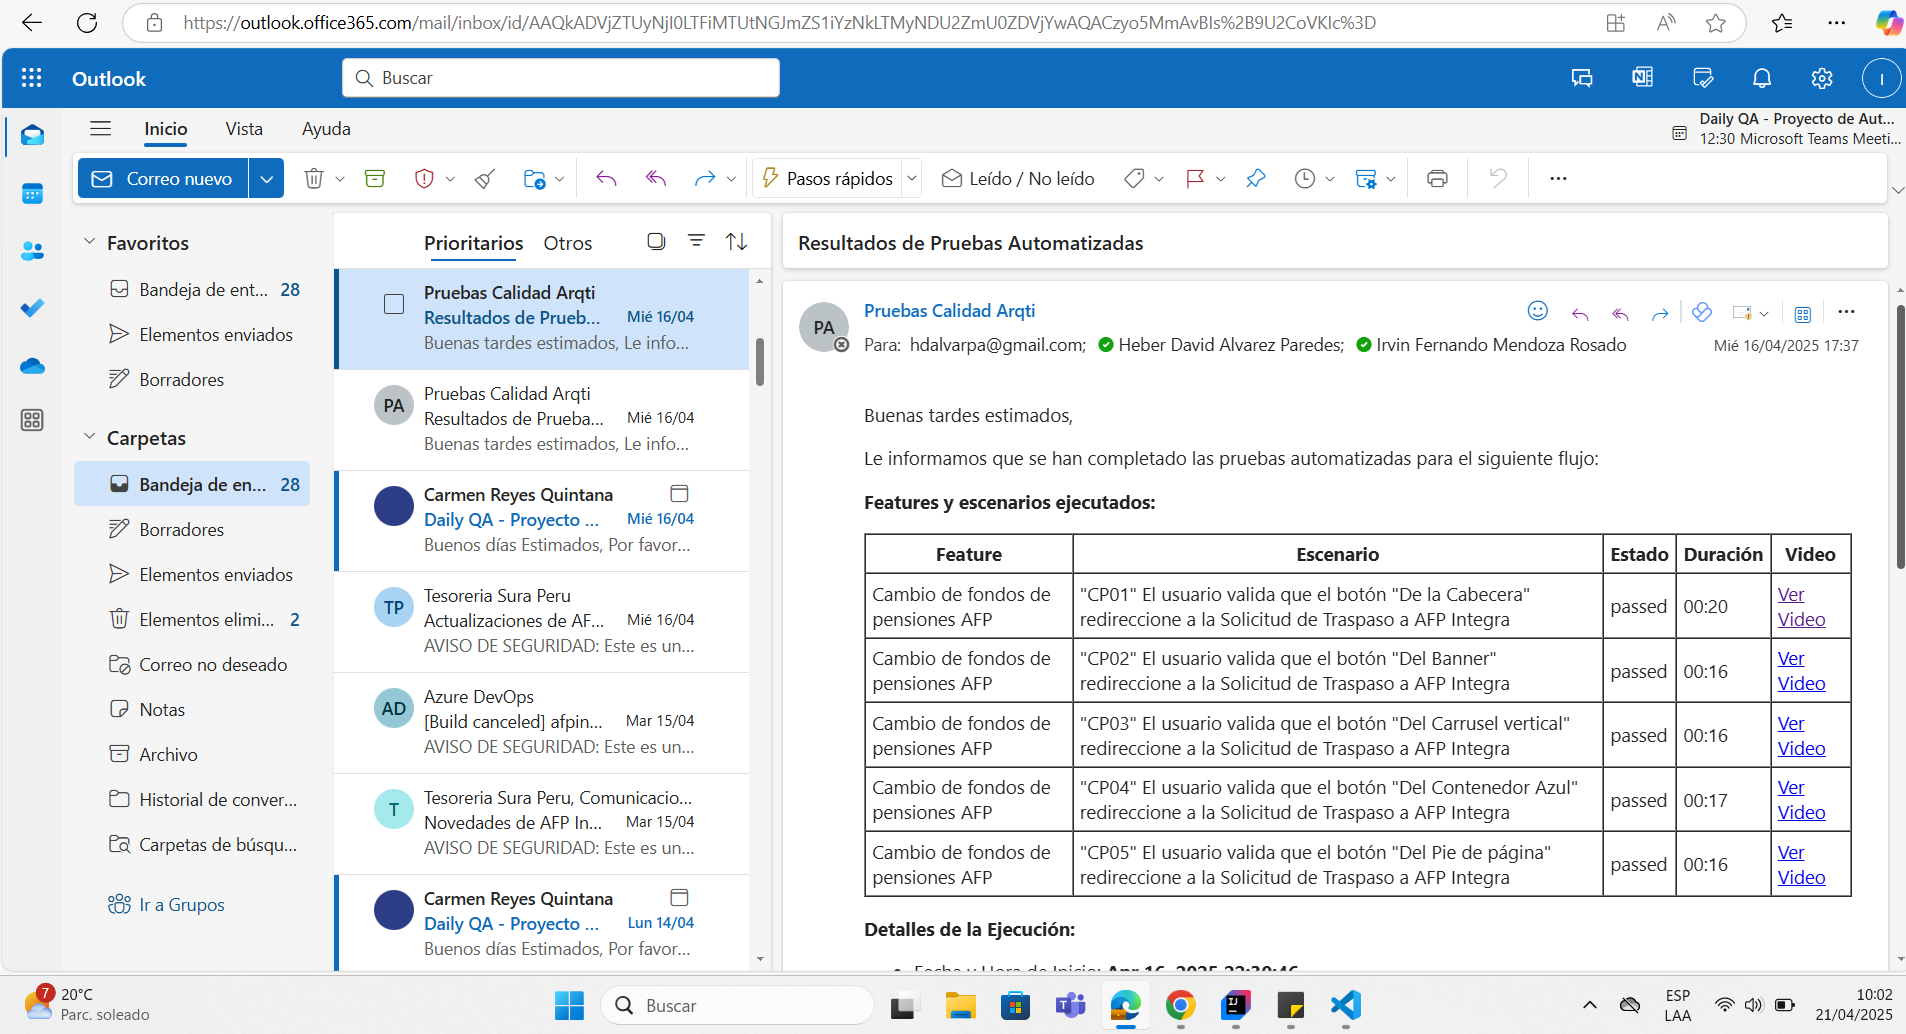 https://outlook.office365.com/mail/inbox/id/AAQkADVjZTUyNjI0LTFiMTUtNGJmZS1iYzNkLTMyNDU2ZmU0ZDVjYwAQACzyo5MmAvBIs%2B9U2CoVKIc%3D
Outlook
Buscar
I
Inicio
Vista
Ayuda
Daily QA - Proyecto de Aut...
12:30 Microsoft Teams Meeti...
Correo nuevo
Pasos rápidos
Leído / No leído
Favoritos
Bandeja de ent... 28
Elementos enviados
Borradores
Carpetas
Bandeja de en... 28
Borradores
Elementos enviados
Elementos elimi... 2
Correo no deseado
Notas
Archivo
Historial de conver...
Carpetas de búsqu...
Ir a Grupos
Prioritarios
Otros
Pruebas Calidad Arqti
Resultados de Prueb... Mié 16/04
Buenas tardes estimados, Le info...
PA
Pruebas Calidad Arqti
Resultados de Prueba... Mié 16/04
Buenas tardes estimados, Le info...
Carmen Reyes Quintana
Daily QA - Proyecto ... Mié 16/04
Buenos días Estimados, Por favor...
TP
Tesoreria Sura Peru
Actualizaciones de AF... Mié 16/04
AVISO DE SEGURIDAD: Este es un...
AD
Azure DevOps
[Build canceled] afpin... Mar 15/04
AVISO DE SEGURIDAD: Este es un...
T
Tesoreria Sura Peru, Comunicacio...
Novedades de AFP In... Mar 15/04
AVISO DE SEGURIDAD: Este es un...
Carmen Reyes Quintana
Daily QA - Proyecto ... Lun 14/04
Buenos días Estimados, Por favor...
Resultados de Pruebas Automatizadas
PA
Pruebas Calidad Arqti
Para: hdalvarpa@gmail.com; Heber David Alvarez Paredes; Irvin Fernando Mendoza Rosado
Mié 16/04/2025 17:37
Buenas tardes estimados,
Le informamos que se han completado las pruebas automatizadas para el siguiente flujo:
Features y escenarios ejecutados:
Feature Escenario Estado Duración Video
Cambio de fondos de pensiones AFP "CP01" El usuario valida que el botón "De la Cabecera" redireccione a la Solicitud de Traspaso a AFP Integra passed 00:20 Ver Video
Cambio de fondos de pensiones AFP "CP02" El usuario valida que el botón "Del Banner" redireccione a la Solicitud de Traspaso a AFP Integra passed 00:16 Ver Video
Cambio de fondos de pensiones AFP "CP03" El usuario valida que el botón "Del Carrusel vertical" redireccione a la Solicitud de Traspaso a AFP Integra passed 00:16 Ver Video
Cambio de fondos de pensiones AFP "CP04" El usuario valida que el botón "Del Contenedor Azul" redireccione a la Solicitud de Traspaso a AFP Integra passed 00:17 Ver Video
Cambio de fondos de pensiones AFP "CP05" El usuario valida que el botón "Del Pie de página" redireccione a la Solicitud de Traspaso a AFP Integra passed 00:16 Ver Video
Detalles de la Ejecución:
Fecha y Hora de Inicio: Apr 16, 2025 22:30:46
7
20°C
Parc. soleado
Buscar
ESP
LAA
10:02
21/04/2025